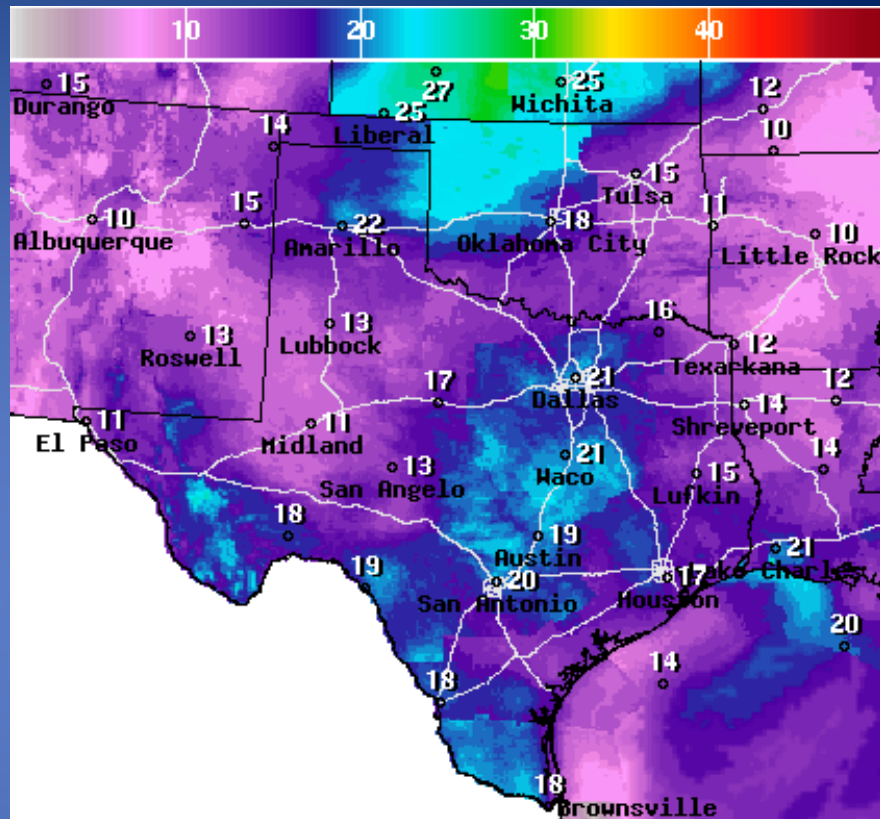 10 20 30 40
15
Durango
27
25
Wichita
25
Liberal
12
14
10
15
Tulsa
10
Albuquerque
15
22
Amarillo
18
Oklahoma City
11
10
Little Rock
13
Roswell
13
Lubbock
16
12
Texarkana
21
Dallas
17
11
El Paso
11
Midland
14
Shreveport
12
13
San Angelo
21
Waco
15
Lufkin
14
18
19
Austin
21
Lake Charles
19
20
San Antonio
17
Houston
20
14
18
18
Brownsville